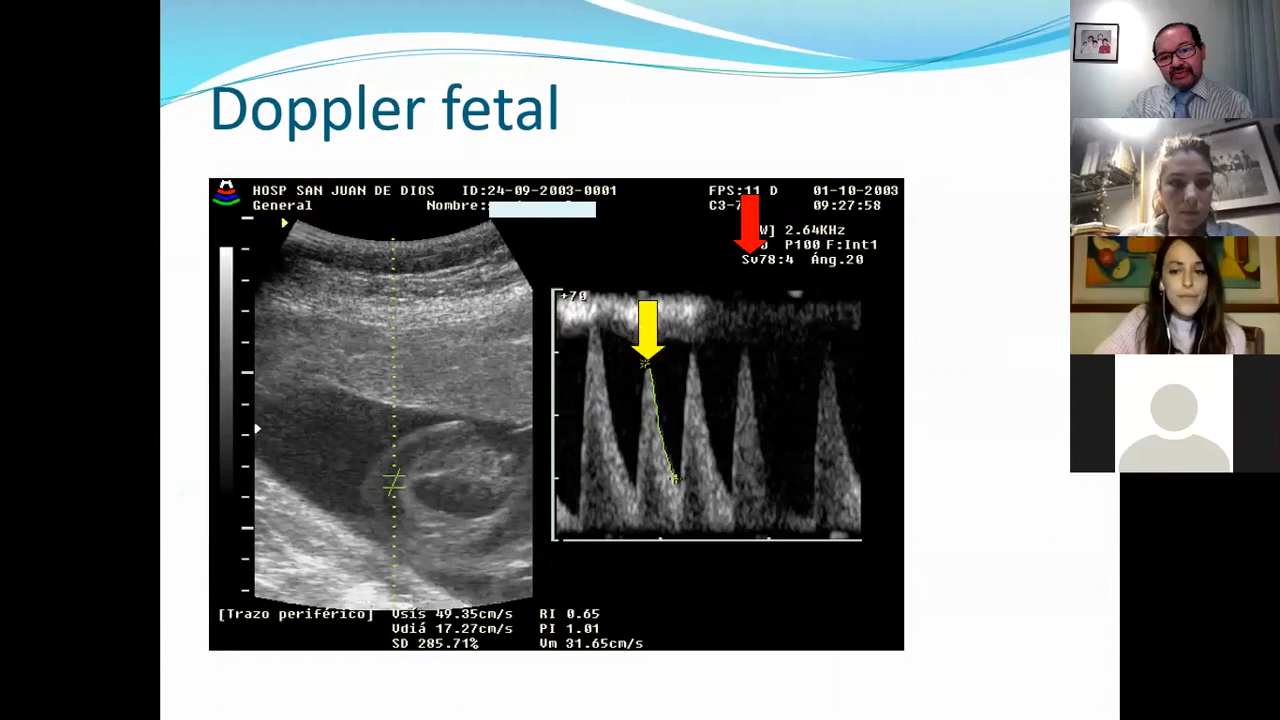 Doppler fetal
HOSP SAN JUAN DE DIOS ID:24-09-2003-0001 FPS:11 D 01-10-2003
General Nombre: C3-7 09:27:58
W] 2.64KHz
P100 F:Int1
Sv78:4 Áng.20
+70
[Trazo periférico] Vsis 49.35cm/s RI 0.65
Vdiá 17.27cm/s PI 1.01
SD 285.71% Vm 31.65cm/s